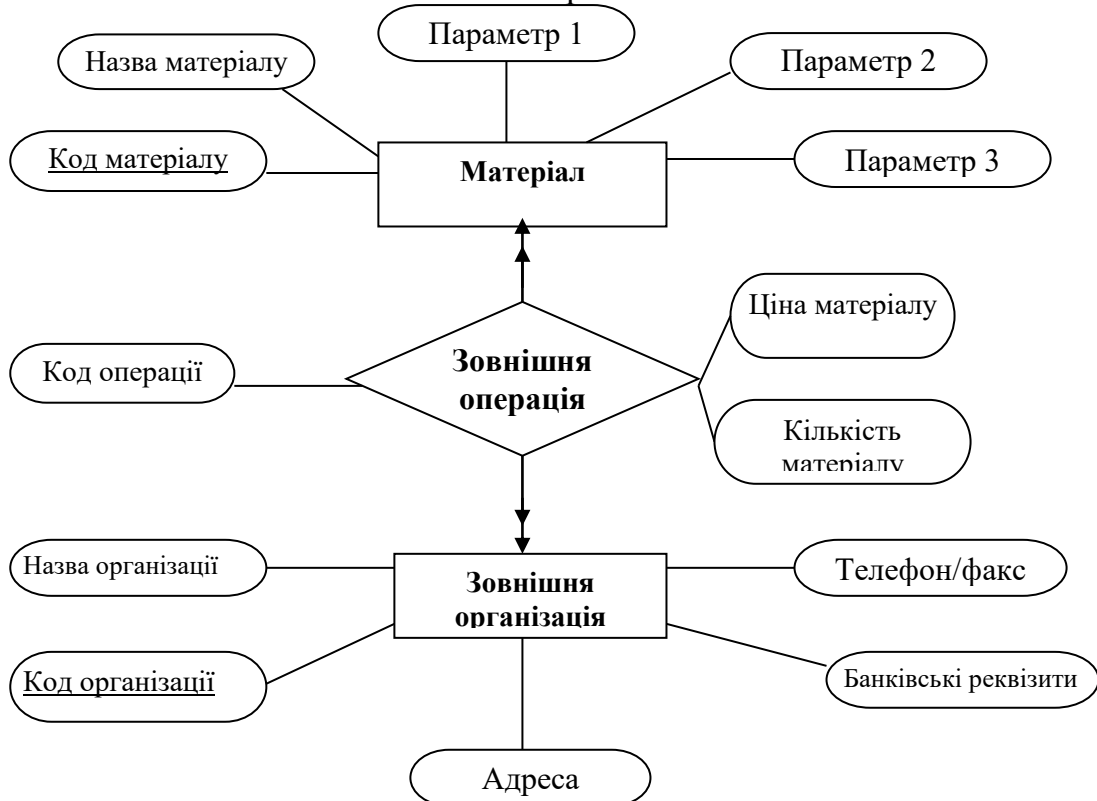 Параметр 1
Назва матеріалу
Параметр 2
Код матеріалу
Матеріал
Параметр 3
Ціна матеріалу
Код операції
Зовнішня
операція
Кількість
матеріалу
Назва організації
Зовнішня
організація
Телефон/факс
Код організації
Банківські реквізити
Адреса